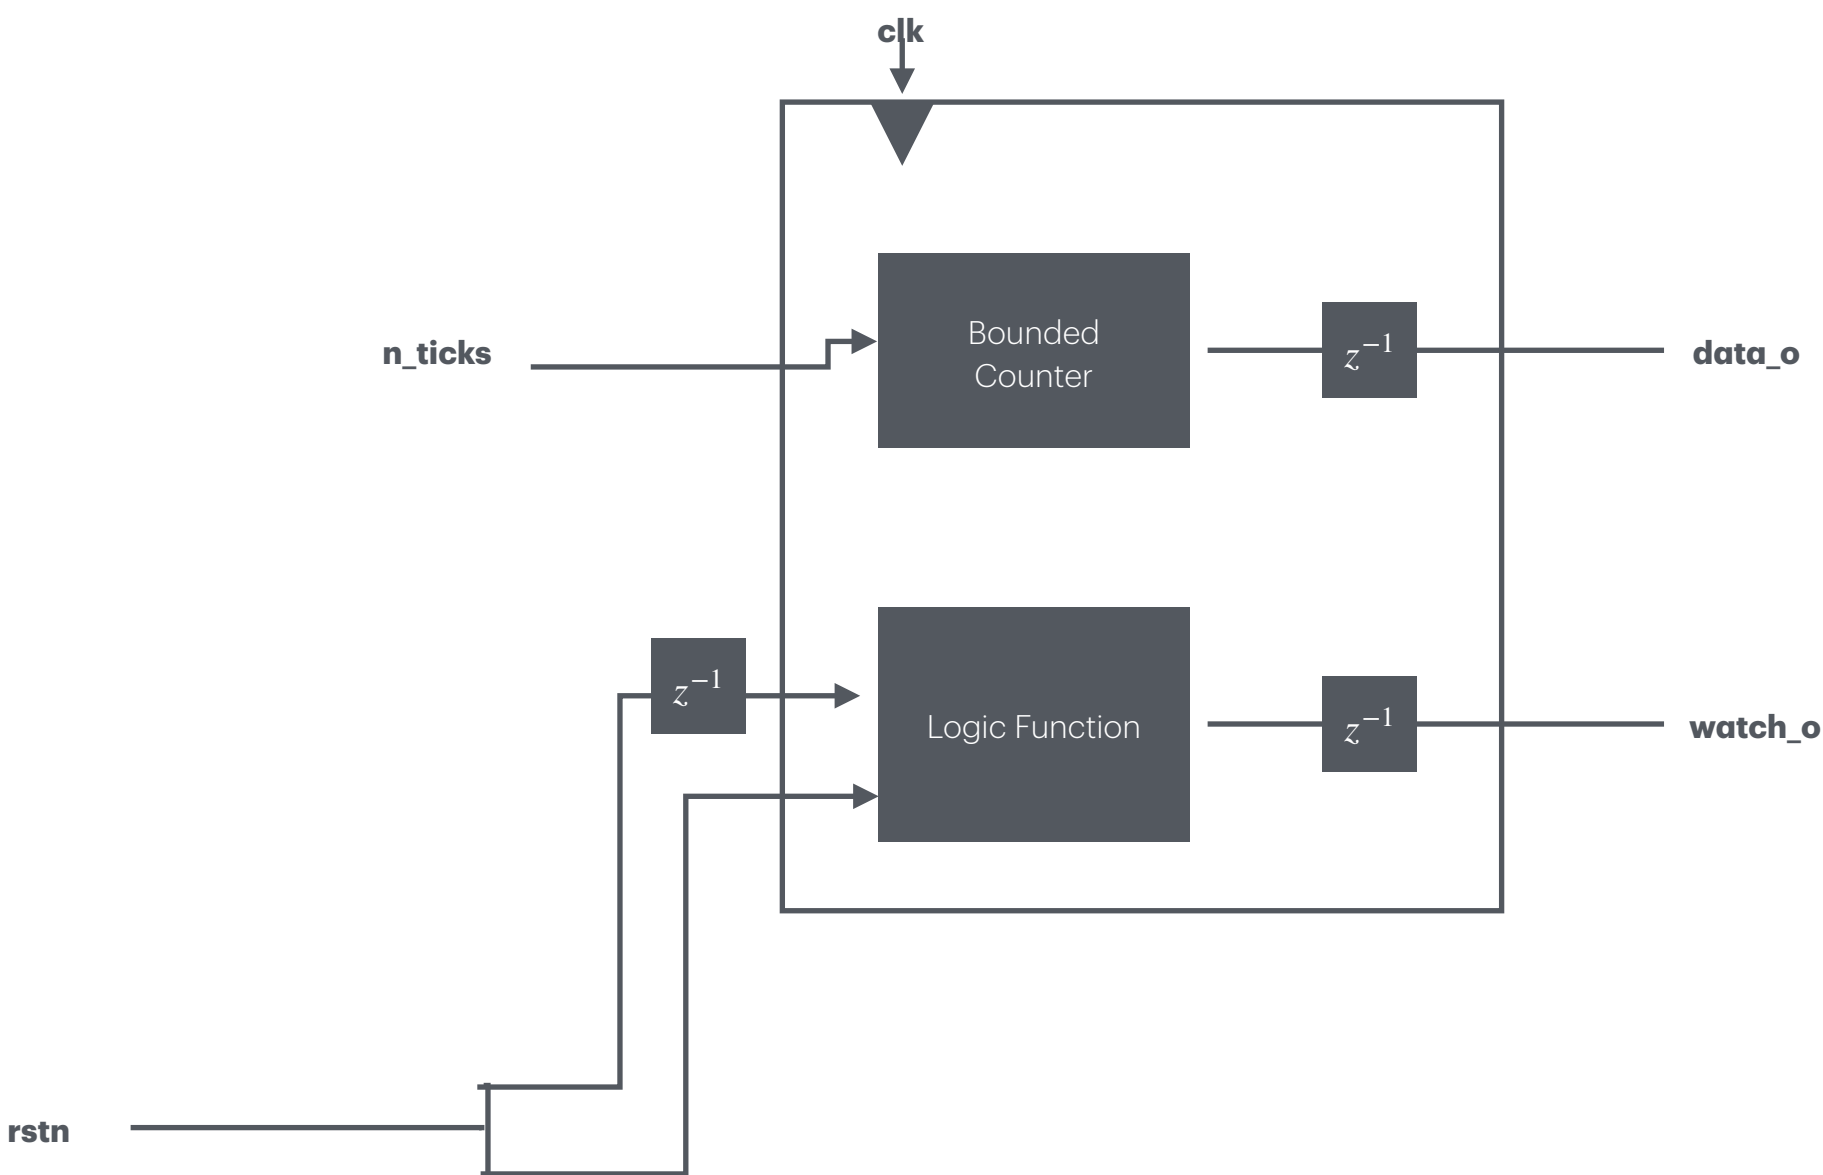 clk
Bounded
Counter
n_ticks
z⁻¹
data_o
z⁻¹
Logic Function
z⁻¹
watch_o
rstn